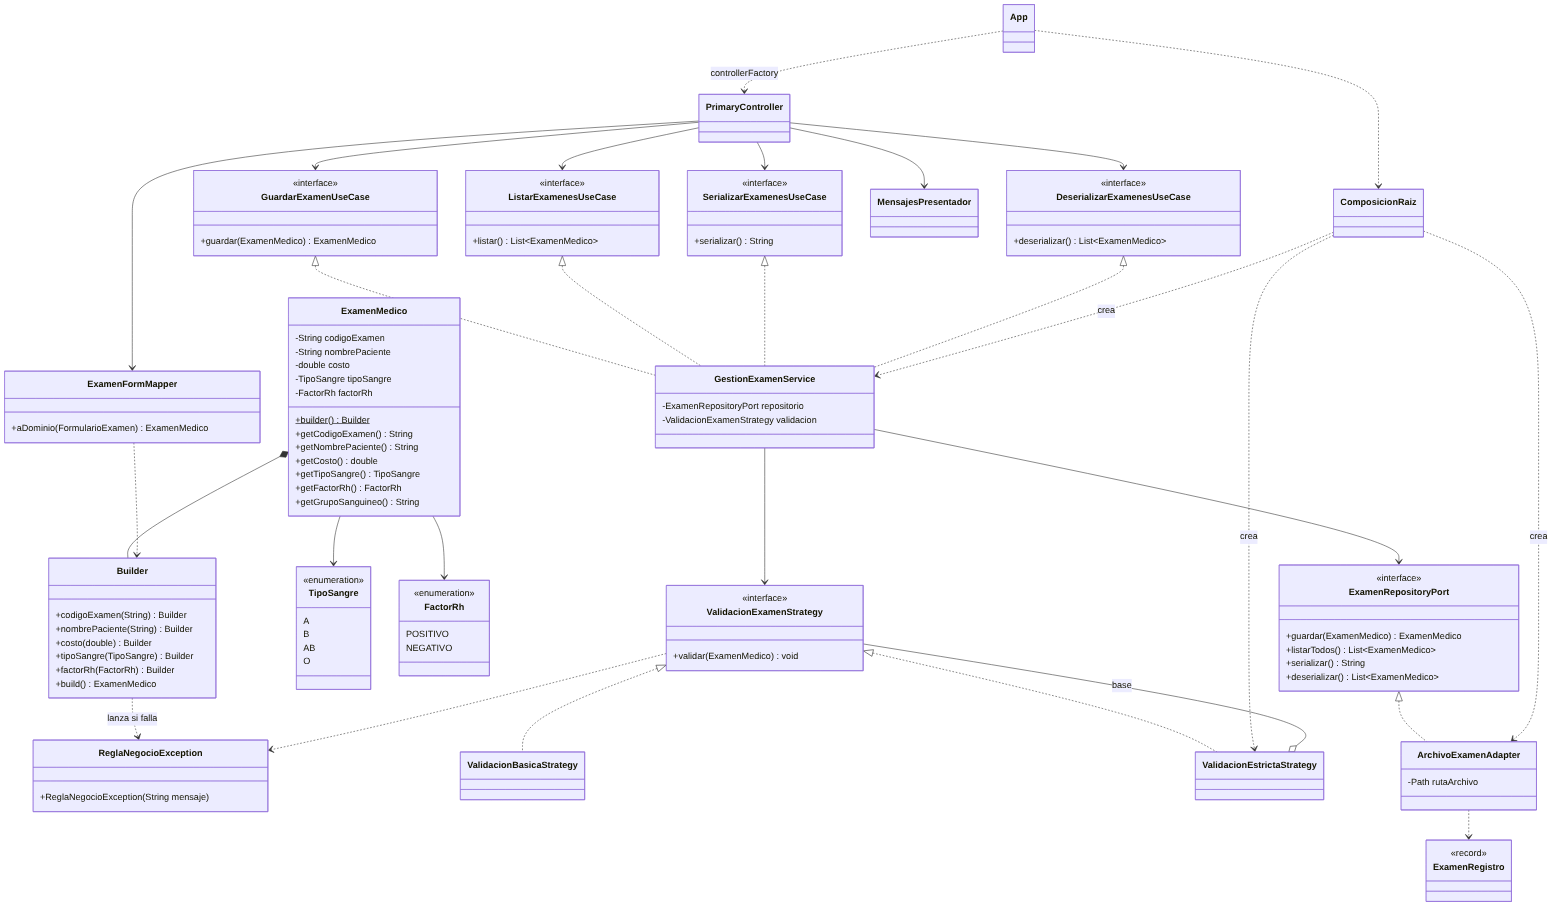 App
controllerFactory
PrimaryController
«interface»
GuardarExamenUseCase
+guardar(ExamenMedico) : ExamenMedico
«interface»
ListarExamenesUseCase
+listar() : List<ExamenMedico>
«interface»
SerializarExamenesUseCase
+serializar() : String
MensajesPresentador
«interface»
DeserializarExamenesUseCase
+deserializar() : List<ExamenMedico>
ComposicionRaiz
crea
ExamenMedico
-String codigoExamen
-String nombrePaciente
-double costo
-TipoSangre tipoSangre
-FactorRh factorRh
+builder() : Builder
+getCodigoExamen() : String
+getNombrePaciente() : String
+getCosto() : double
+getTipoSangre() : TipoSangre
+getFactorRh() : FactorRh
+getGrupoSanguineo() : String
ExamenFormMapper
+aDominio(FormularioExamen) : ExamenMedico
GestionExamenService
-ExamenRepositoryPort repositorio
-ValidacionExamenStrategy validacion
crea
crea
Builder
+codigoExamen(String) : Builder
+nombrePaciente(String) : Builder
+costo(double) : Builder
+tipoSangre(TipoSangre) : Builder
+factorRh(FactorRh) : Builder
+build() : ExamenMedico
«enumeration»
TipoSangre
A
B
AB
O
«enumeration»
FactorRh
POSITIVO
NEGATIVO
«interface»
ValidacionExamenStrategy
+validar(ExamenMedico) : void
«interface»
ExamenRepositoryPort
+guardar(ExamenMedico) : ExamenMedico
+listarTodos() : List<ExamenMedico>
+serializar() : String
+deserializar() : List<ExamenMedico>
base
lanza si falla
ReglaNegocioException
+ReglaNegocioException(String mensaje)
ValidacionBasicaStrategy
ValidacionEstrictaStrategy
ArchivoExamenAdapter
-Path rutaArchivo
«record»
ExamenRegistro